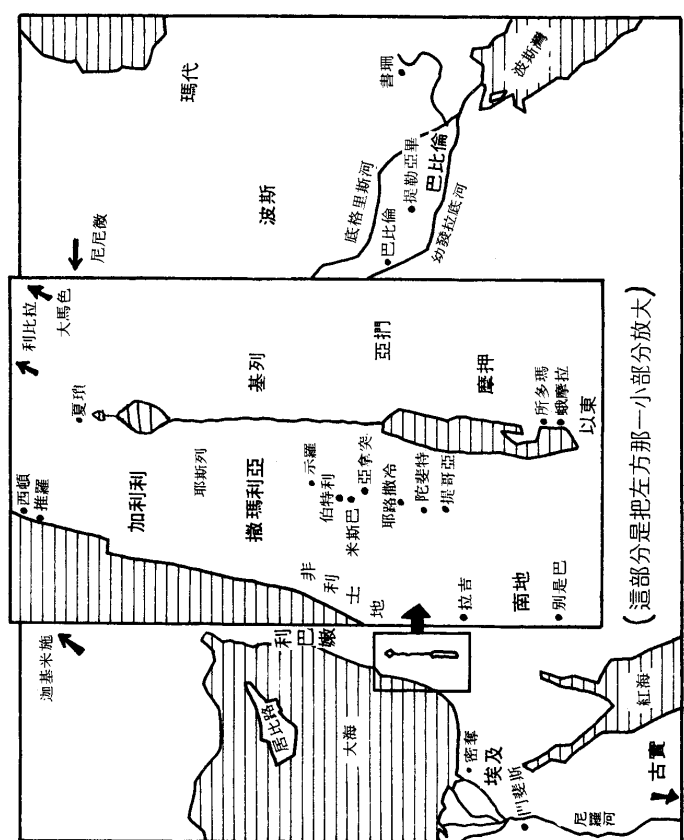 迦基米施
利巴嫩
居比路
大海
密奪
埃及
門斐斯
尼羅河
紅海
古實
利比拉
大馬色
夏瑣
西頓
推羅
加利利
耶斯列
基列
撒瑪利亞
示羅
伯特利
米斯巴
亞拿突
亞捫
非利士地
耶路撒冷
陀斐特
提哥亞
摩押
拉吉
南地
別是巴
所多瑪
蛾摩拉
以東
(這部分是把左方那一小部分放大)
尼尼微
瑪代
波斯
書珊
底格里斯河
巴比倫
提勒亞畢
巴比倫
幼發拉底河
波斯灣